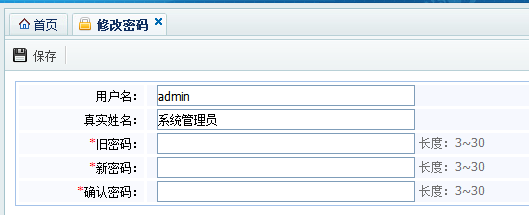 首页 修改密码
保存
用户名： admin
真实姓名： 系统管理员
*旧密码： 长度：3~30
*新密码： 长度：3~30
*确认密码： 长度：3~30